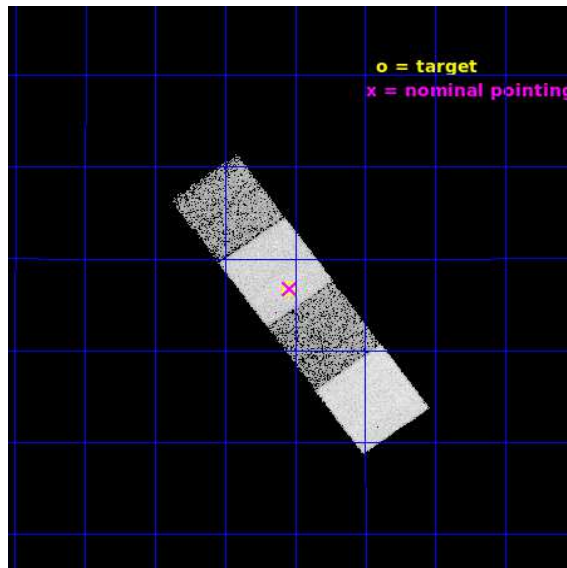 o = target
x = nominal pointing